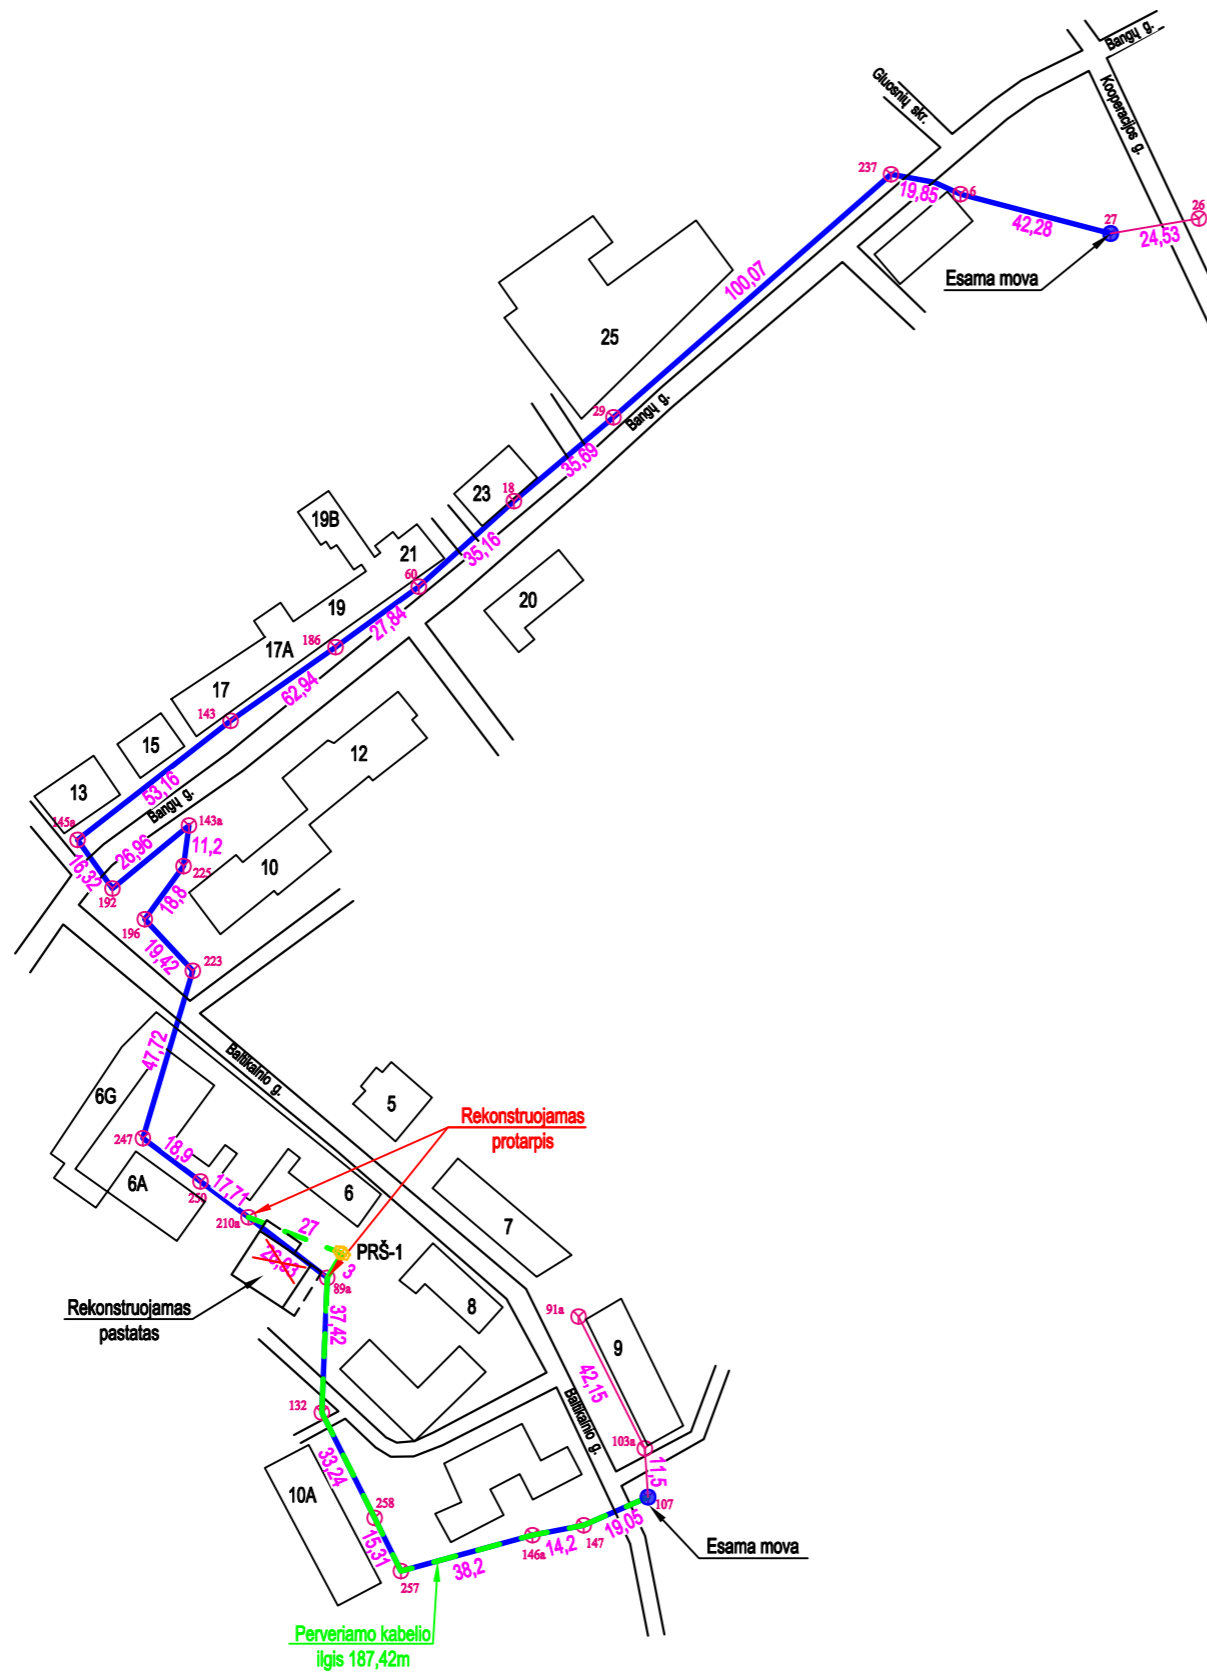 Bangų g.
Gluosnių skr.
Kooperacijos g.
237
6
19,85
42,28
27
26
24,53
Esama mova
100,07
25
29
Bangų g.
35,69
23
18
35,16
19B
21
60
20
19
27,84
186
17A
62,94
17
143
15
12
13
53,16
Bangų g.
145a
143a
26,96
11,2
16,32
225
10
192
18,8
196
19,42
223
47,72
Baltikalnio g.
6G
5
Rekonstruojamas
protarpis
247
18,9
6A
259
17,71
6
7
210a
27
PRŠ-1
26,93
3
89a
Rekonstruojamas
pastatas
8
37,42
91a
9
42,15
132
Baltikalnio g.
103a
33,24
11,5
10A
258
107
19,05
15,31
147
146a
14,2
Esama mova
38,2
257
Perveriamo kabelio
ilgis 187,42m